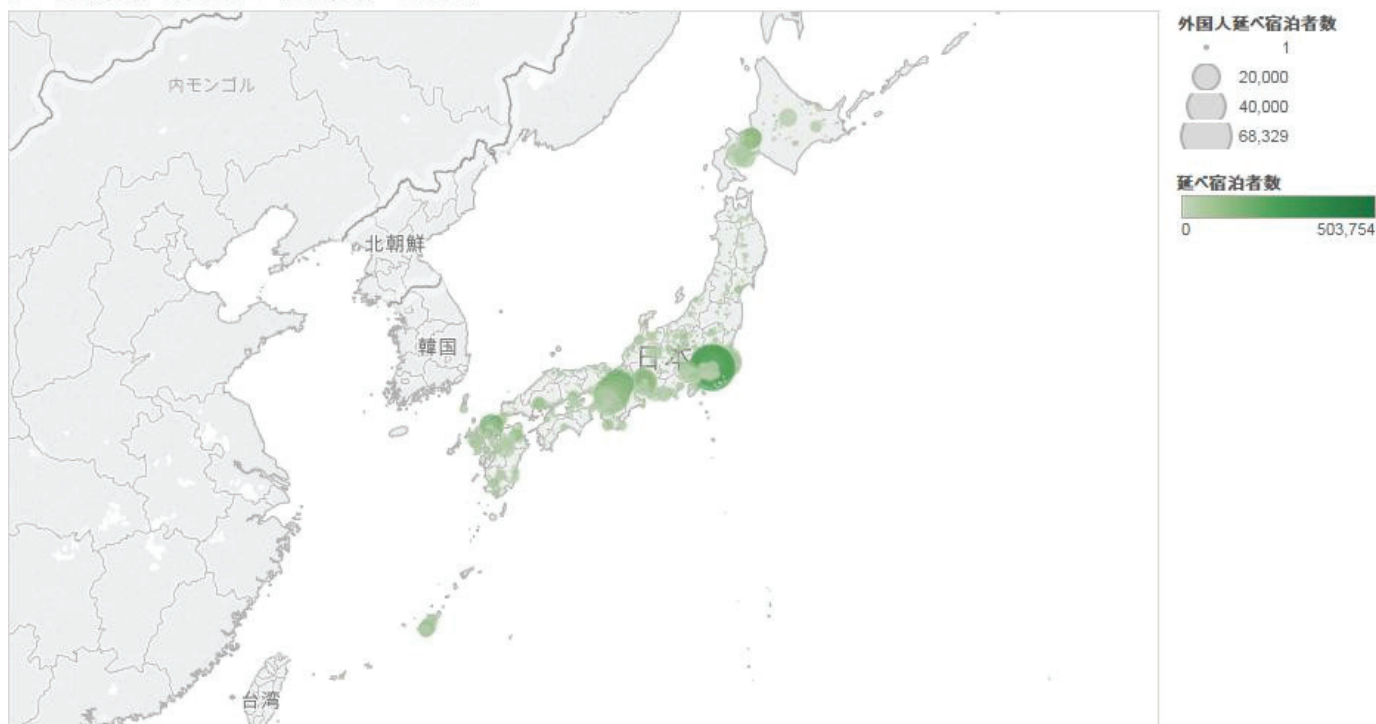 外国人延べ宿泊者数
1
20,000
40,000
68,329
延べ宿泊者数
0 503,754
内モンゴル
北朝鮮
韓国
日本
台湾